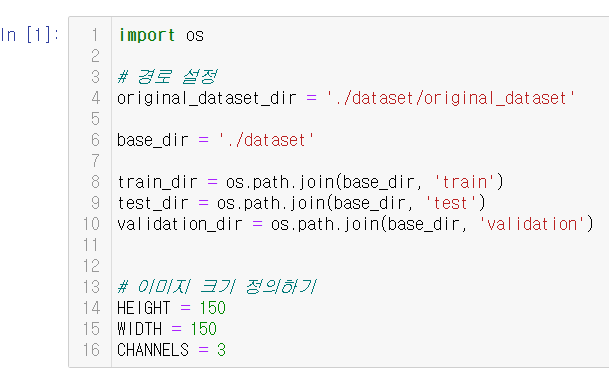 In [1]:
1 import os
2
3 # 경로 설정
4 original_dataset_dir = './dataset/original_dataset'
5
6 base_dir = './dataset'
7
8 train_dir = os.path.join(base_dir, 'train')
9 test_dir = os.path.join(base_dir, 'test')
10 validation_dir = os.path.join(base_dir, 'validation')
11
12
13 # 이미지 크기 정의하기
14 HEIGHT = 150
15 WIDTH = 150
16 CHANNELS = 3